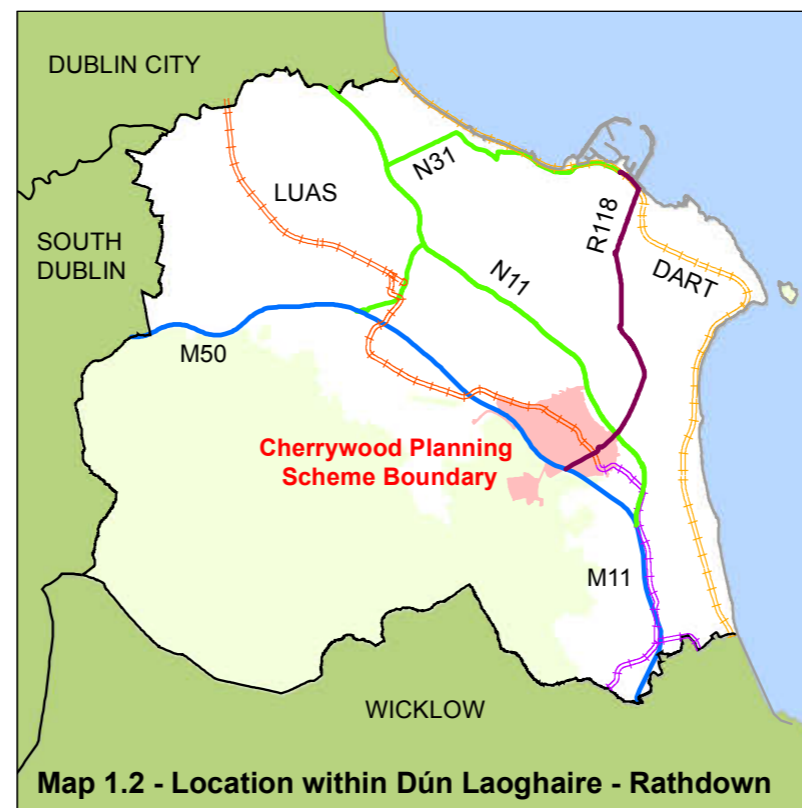 DUBLIN CITY
N31
LUAS
R118
SOUTH
DUBLIN
N11
DART
M50
Cherrywood Planning
Scheme Boundary
M11
WICKLOW
Map 1.2 - Location within Dún Laoghaire - Rathdown